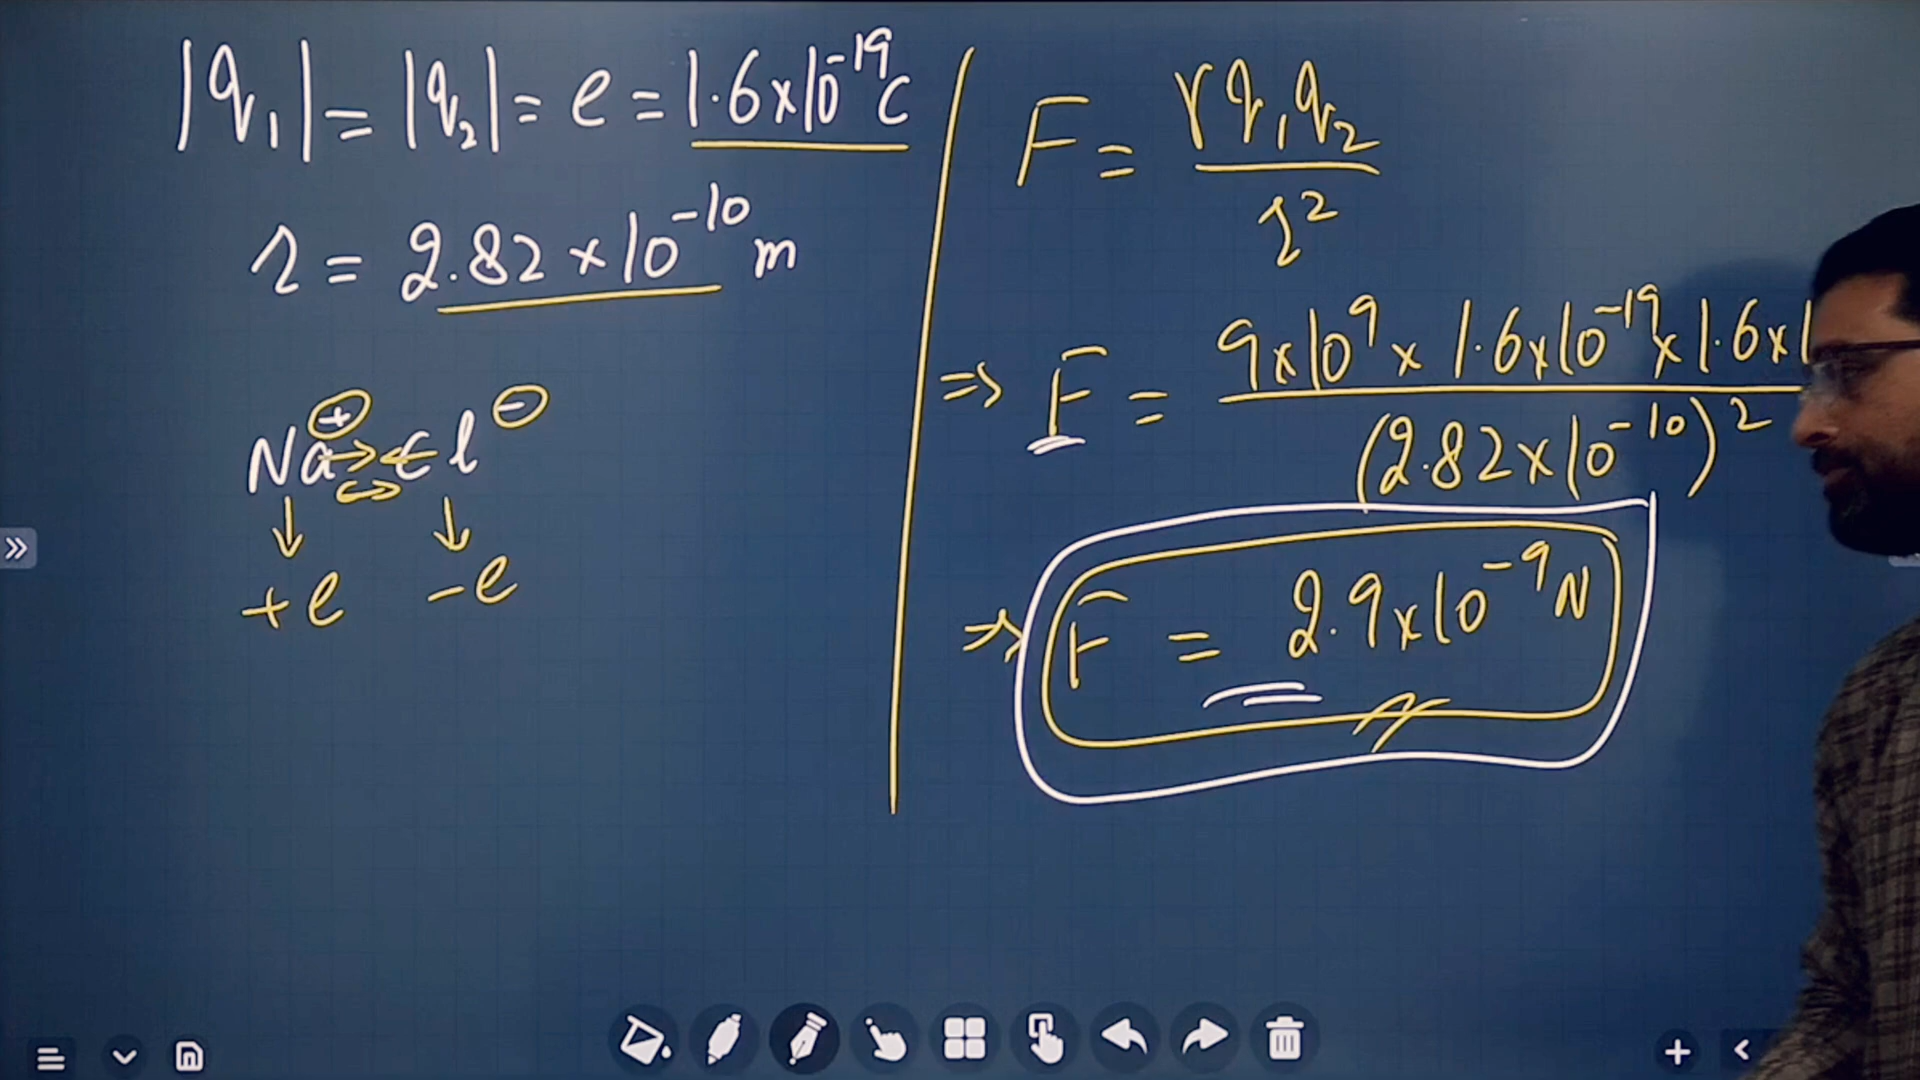 |q₁| = |q₂| = e = 1.6×10⁻¹⁹C
r = 2.82 × 10⁻¹⁰ m
Na⊕ Cl⊖
+e -e
F = kq₁q₂ / r²
⇒ F = 9×10⁹ × 1.6×10⁻¹⁹ × 1.6×1 / (2.82×10⁻¹⁰)²
⇒ F = 2.9×10⁻⁹ N